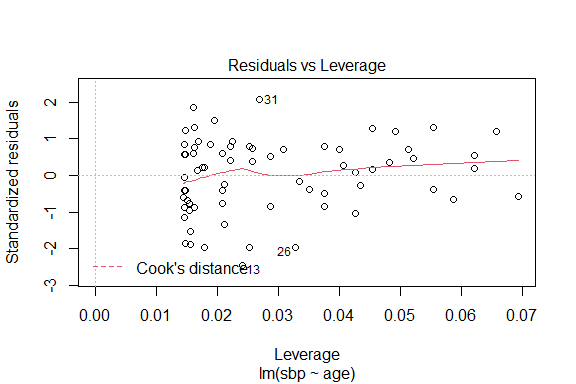 Residuals vs Leverage
Standardized residuals
2
1
0
-1
-2
-3
31
26
13
Cook's distance
0.00 0.01 0.02 0.03 0.04 0.05 0.06 0.07
Leverage
lm(sbp ~ age)